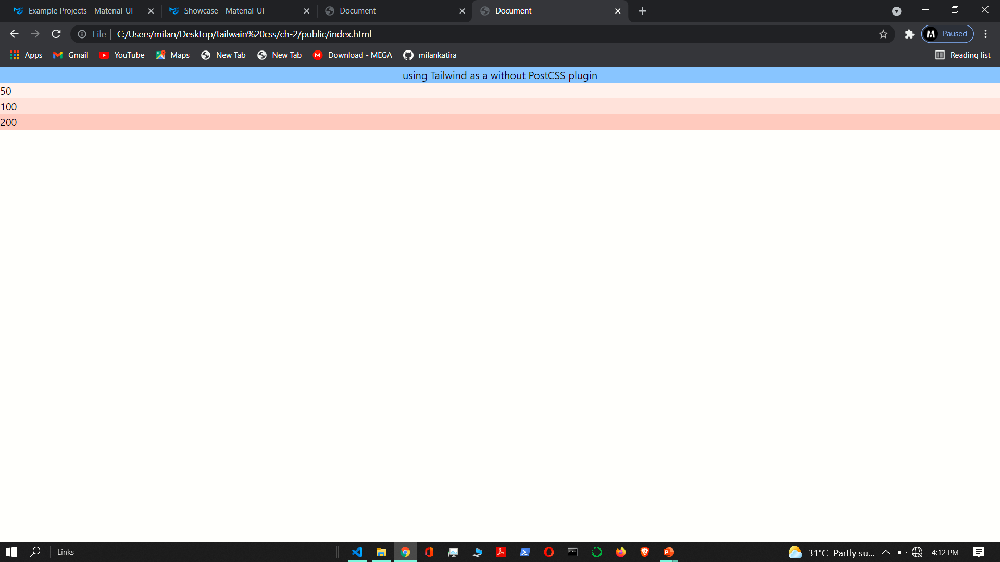 Example Projects - Material-UI
Showcase - Material-UI
Document
Document
File
C:/Users/milan/Desktop/tailwain%20css/ch-2/public/index.html
Paused
Apps
Gmail
YouTube
Maps
New Tab
New Tab
Download - MEGA
milankatira
Reading list
using Tailwind as a without PostCSS plugin
50
100
200
Links
31°C Partly su...
4:12 PM